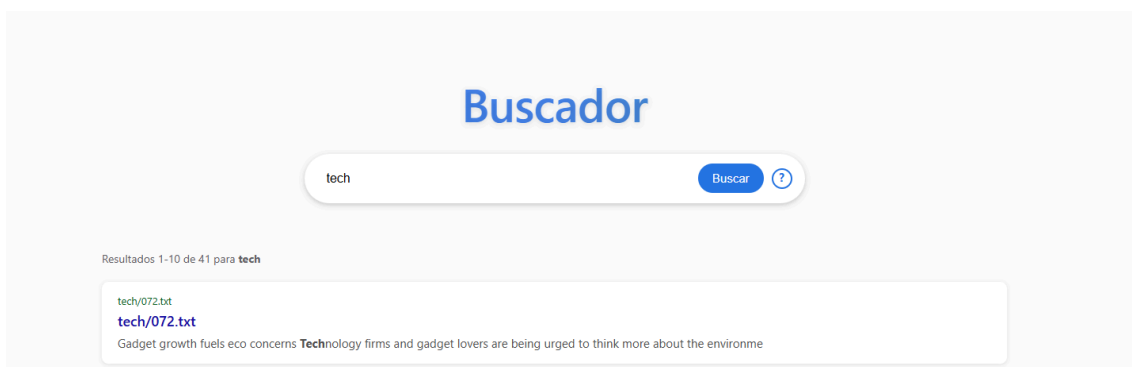 Buscador
tech Buscar ?
Resultados 1-10 de 41 para tech
tech/072.txt
tech/072.txt
Gadget growth fuels eco concerns Technology firms and gadget lovers are being urged to think more about the environme